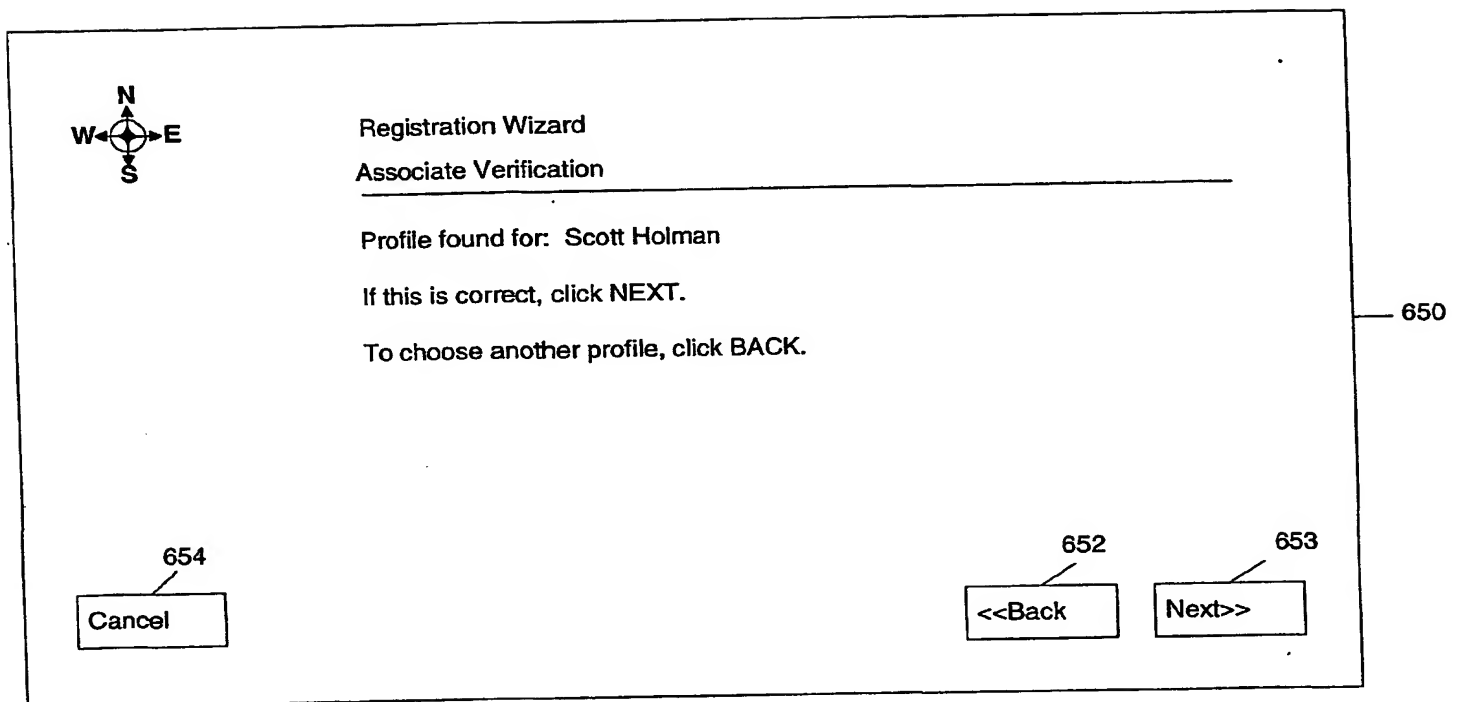 N
W E
S
Registration Wizard
Associate Verification
Profile found for: Scott Holman
If this is correct, click NEXT.
To choose another profile, click BACK.
650
654
652
653
Cancel
<<Back
Next>>